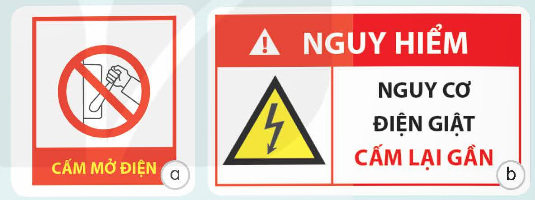 CẤM MỞ ĐIỆN
a
NGUY HIỂM
NGUY CƠ
ĐIỆN GIẬT
CẤM LẠI GẦN
b